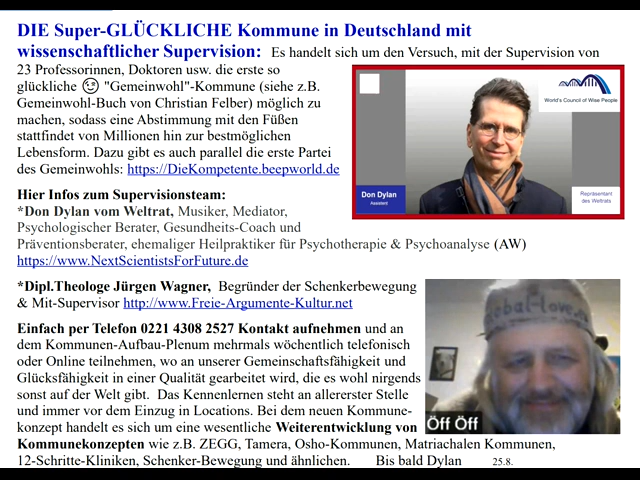 DIE Super-GLÜCKLICHE Kommune in Deutschland mit
wissenschaftlicher Supervision: Es handelt sich um den Versuch, mit der Supervision von
23 Professorinnen, Doktoren usw. die erste so
glückliche 😉 "Gemeinwohl"-Kommune (siehe z.B.
Gemeinwohl-Buch von Christian Felber) möglich zu
machen, sodass eine Abstimmung mit den Füßen
stattfindet von Millionen hin zur bestmöglichen
Lebensform. Dazu gibt es auch parallel die erste Partei
des Gemeinwohls: https://DieKompetente.beepworld.de
World's Council of Wise People
Don Dylan
Assistent
Repräsentant
des Weltrats
Hier Infos zum Supervisionsteam:
*Don Dylan vom Weltrat, Musiker, Mediator,
Psychologischer Berater, Gesundheits-Coach und
Präventionsberater, ehemaliger Heilpraktiker für Psychotherapie & Psychoanalyse (AW)
https://www.NextScientistsForFuture.de
*Dipl.Theologe Jürgen Wagner, Begründer der Schenkerbewegung
& Mit-Supervisor http://www.Freie-Argumente-Kultur.net
Einfach per Telefon 0221 4308 2527 Kontakt aufnehmen und an
dem Kommunen-Aufbau-Plenum mehrmals wöchentlich telefonisch
oder Online teilnehmen, wo an unserer Gemeinschaftsfähigkeit und
Glücksfähigkeit in einer Qualität gearbeitet wird, die es wohl nirgends
sonst auf der Welt gibt. Das Kennenlernen steht an allererster Stelle
und immer vor dem Einzug in Locations. Bei dem neuen Kommune-
konzept handelt es sich um eine wesentliche Weiterentwicklung von
Kommunekonzepten wie z.B. ZEGG, Tamera, Osho-Kommunen, Matriachalen Kommunen,
12-Schritte-Kliniken, Schenker-Bewegung und ähnlichen. Bis bald Dylan 25.8.
global-love
Öff Öff